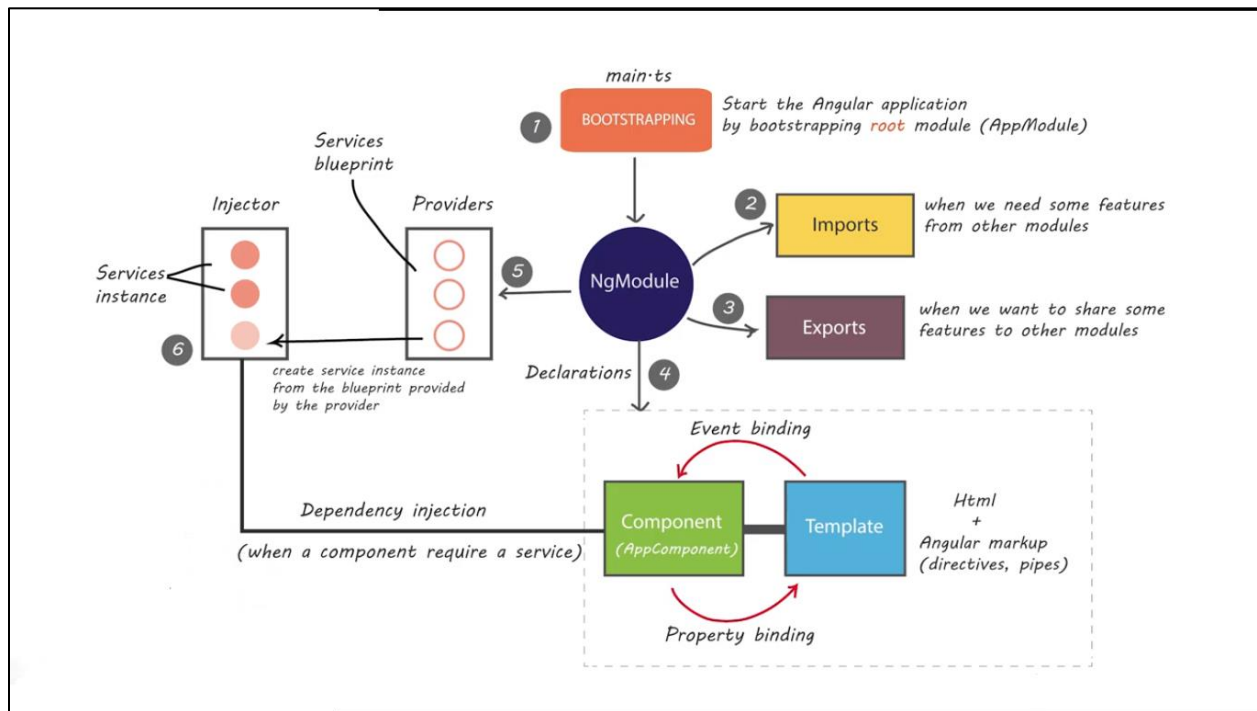 main.ts
1
BOOTSTRAPPING
Start the Angular application
by bootstrapping root module (AppModule)
Services
blueprint
Injector
Providers
2
Imports
when we need some features
from other modules
Services
instance
5
NgModule
3
Exports
when we want to share some
features to other modules
6
create service instance
from the blueprint provided
by the provider
Declarations
4
Event binding
Dependency injection
(when a component require a service)
Component
(AppComponent)
Template
Html
+
Angular markup
(directives, pipes)
Property binding